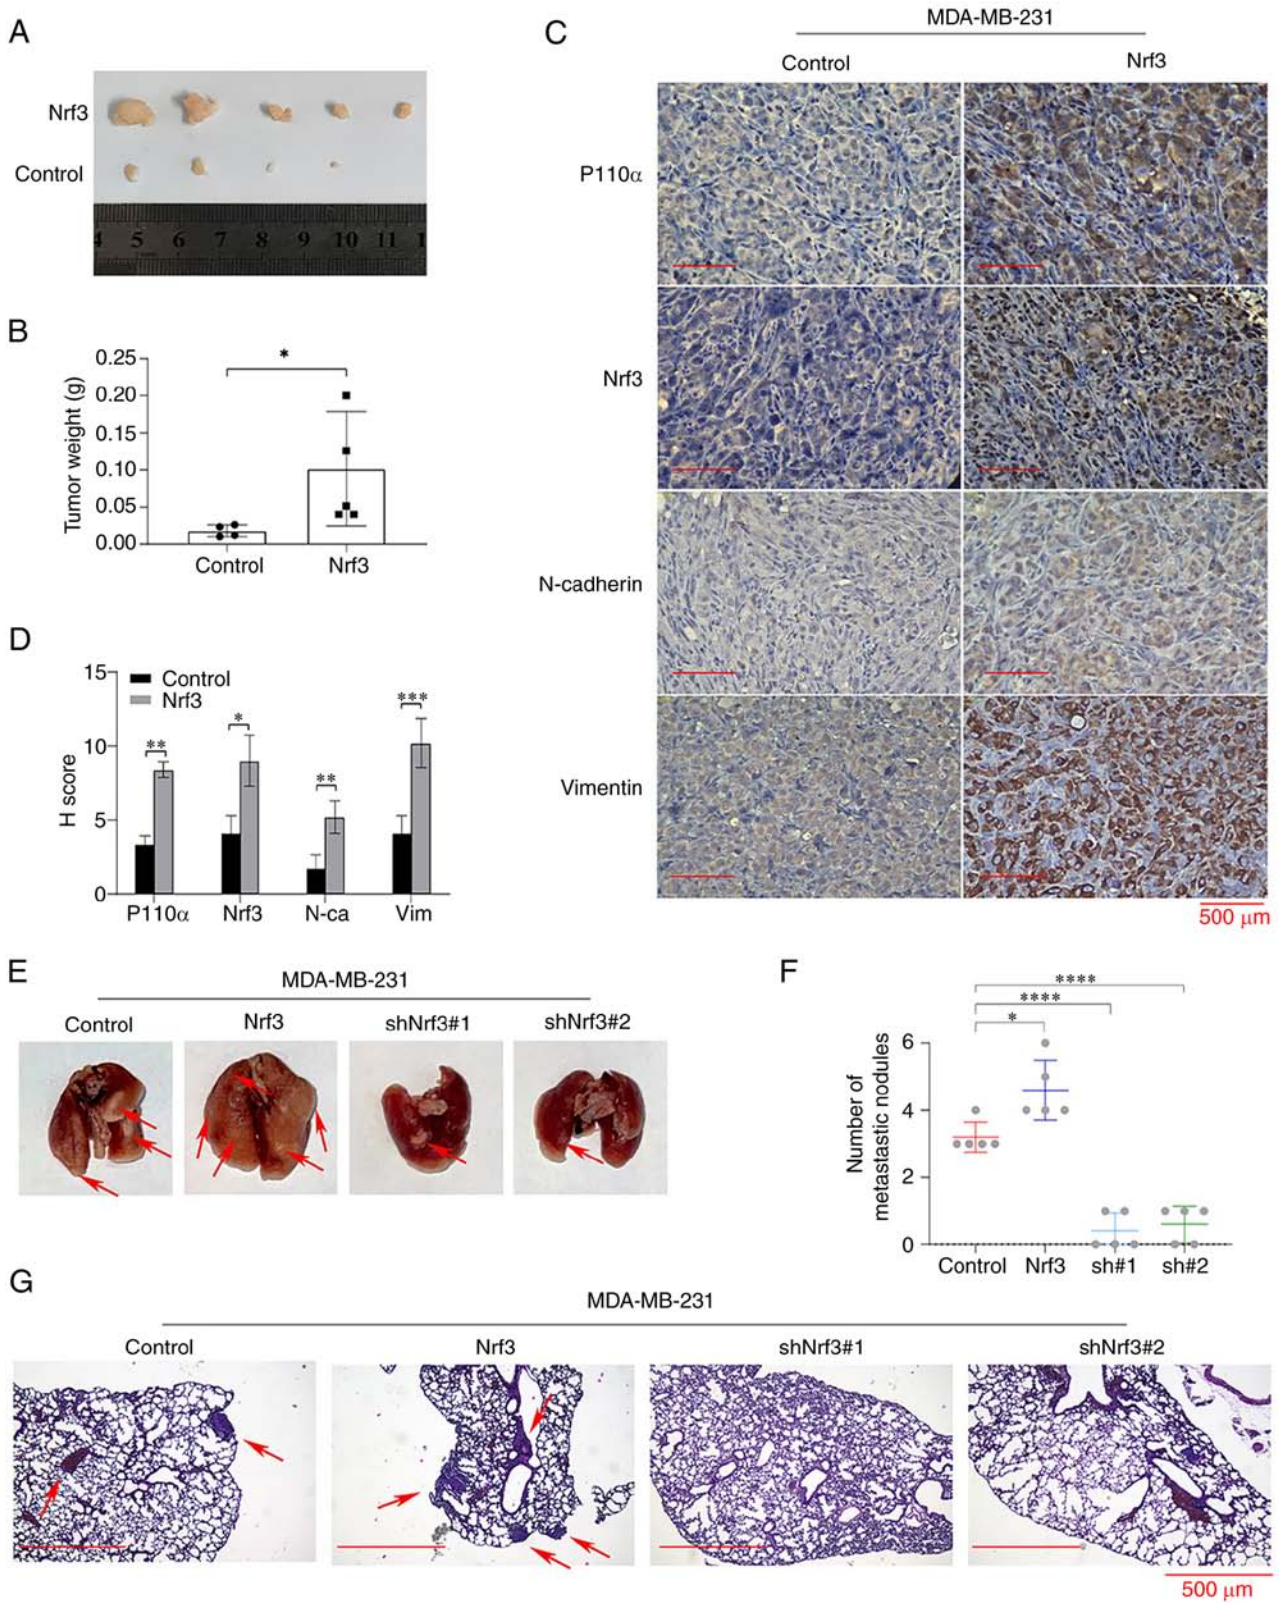 A
Nrf3
Control
4 5 6 7 8 9 10 11 1
B
Tumor weight (g)
0.25
0.20
0.15
0.10
0.05
0.00
*
Control Nrf3
C
MDA-MB-231
Control Nrf3
P110α
Nrf3
N-cadherin
Vimentin
500 μm
D
H score
15
10
5
0
Control
Nrf3
** * ** ***
P110α Nrf3 N-ca Vim
E
MDA-MB-231
Control Nrf3 shNrf3#1 shNrf3#2
F
Number of
metastastic nodules
6
4
2
0
****
****
*
Control Nrf3 sh#1 sh#2
G
MDA-MB-231
Control Nrf3 shNrf3#1 shNrf3#2
500 μm